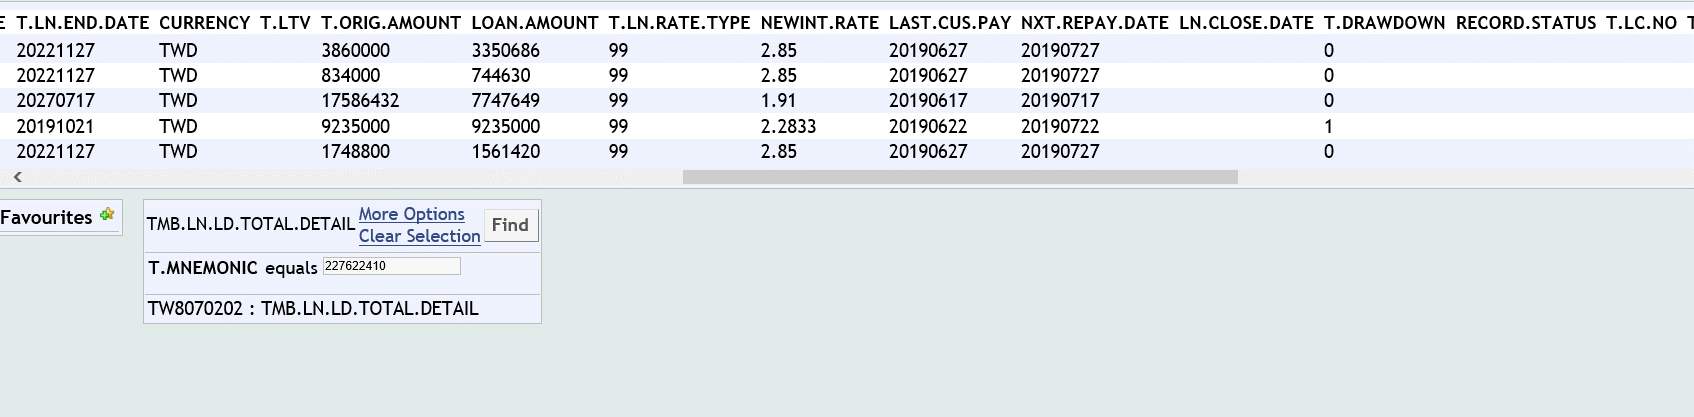 E T.LN.END.DATE CURRENCY T.LTV T.ORIG.AMOUNT LOAN.AMOUNT T.LN.RATE.TYPE NEWINT.RATE LAST.CUS.PAY NXT.REPAY.DATE LN.CLOSE.DATE T.DRAWDOWN RECORD.STATUS T.LC.NO T
20221127 TWD 3860000 3350686 99 2.85 20190627 20190727 0
20221127 TWD 834000 744630 99 2.85 20190627 20190727 0
20270717 TWD 17586432 7747649 99 1.91 20190617 20190717 0
20191021 TWD 9235000 9235000 99 2.2833 20190622 20190722 1
20221127 TWD 1748800 1561420 99 2.85 20190627 20190727 0
Favourites
TMB.LN.LD.TOTAL.DETAIL More Options Find
Clear Selection
T.MNEMONIC equals 227622410
TW8070202 : TMB.LN.LD.TOTAL.DETAIL